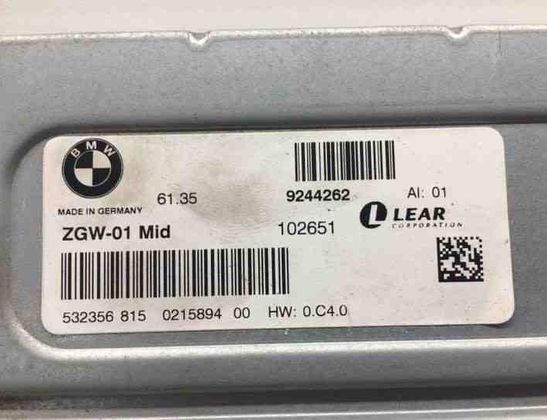 BMW
61.35 9244262 AI: 01
MADE IN GERMANY
ZGW-01 Mid 102651 LEAR
CORPORATION
532356 815 0215894 00 HW: 0.C4.0